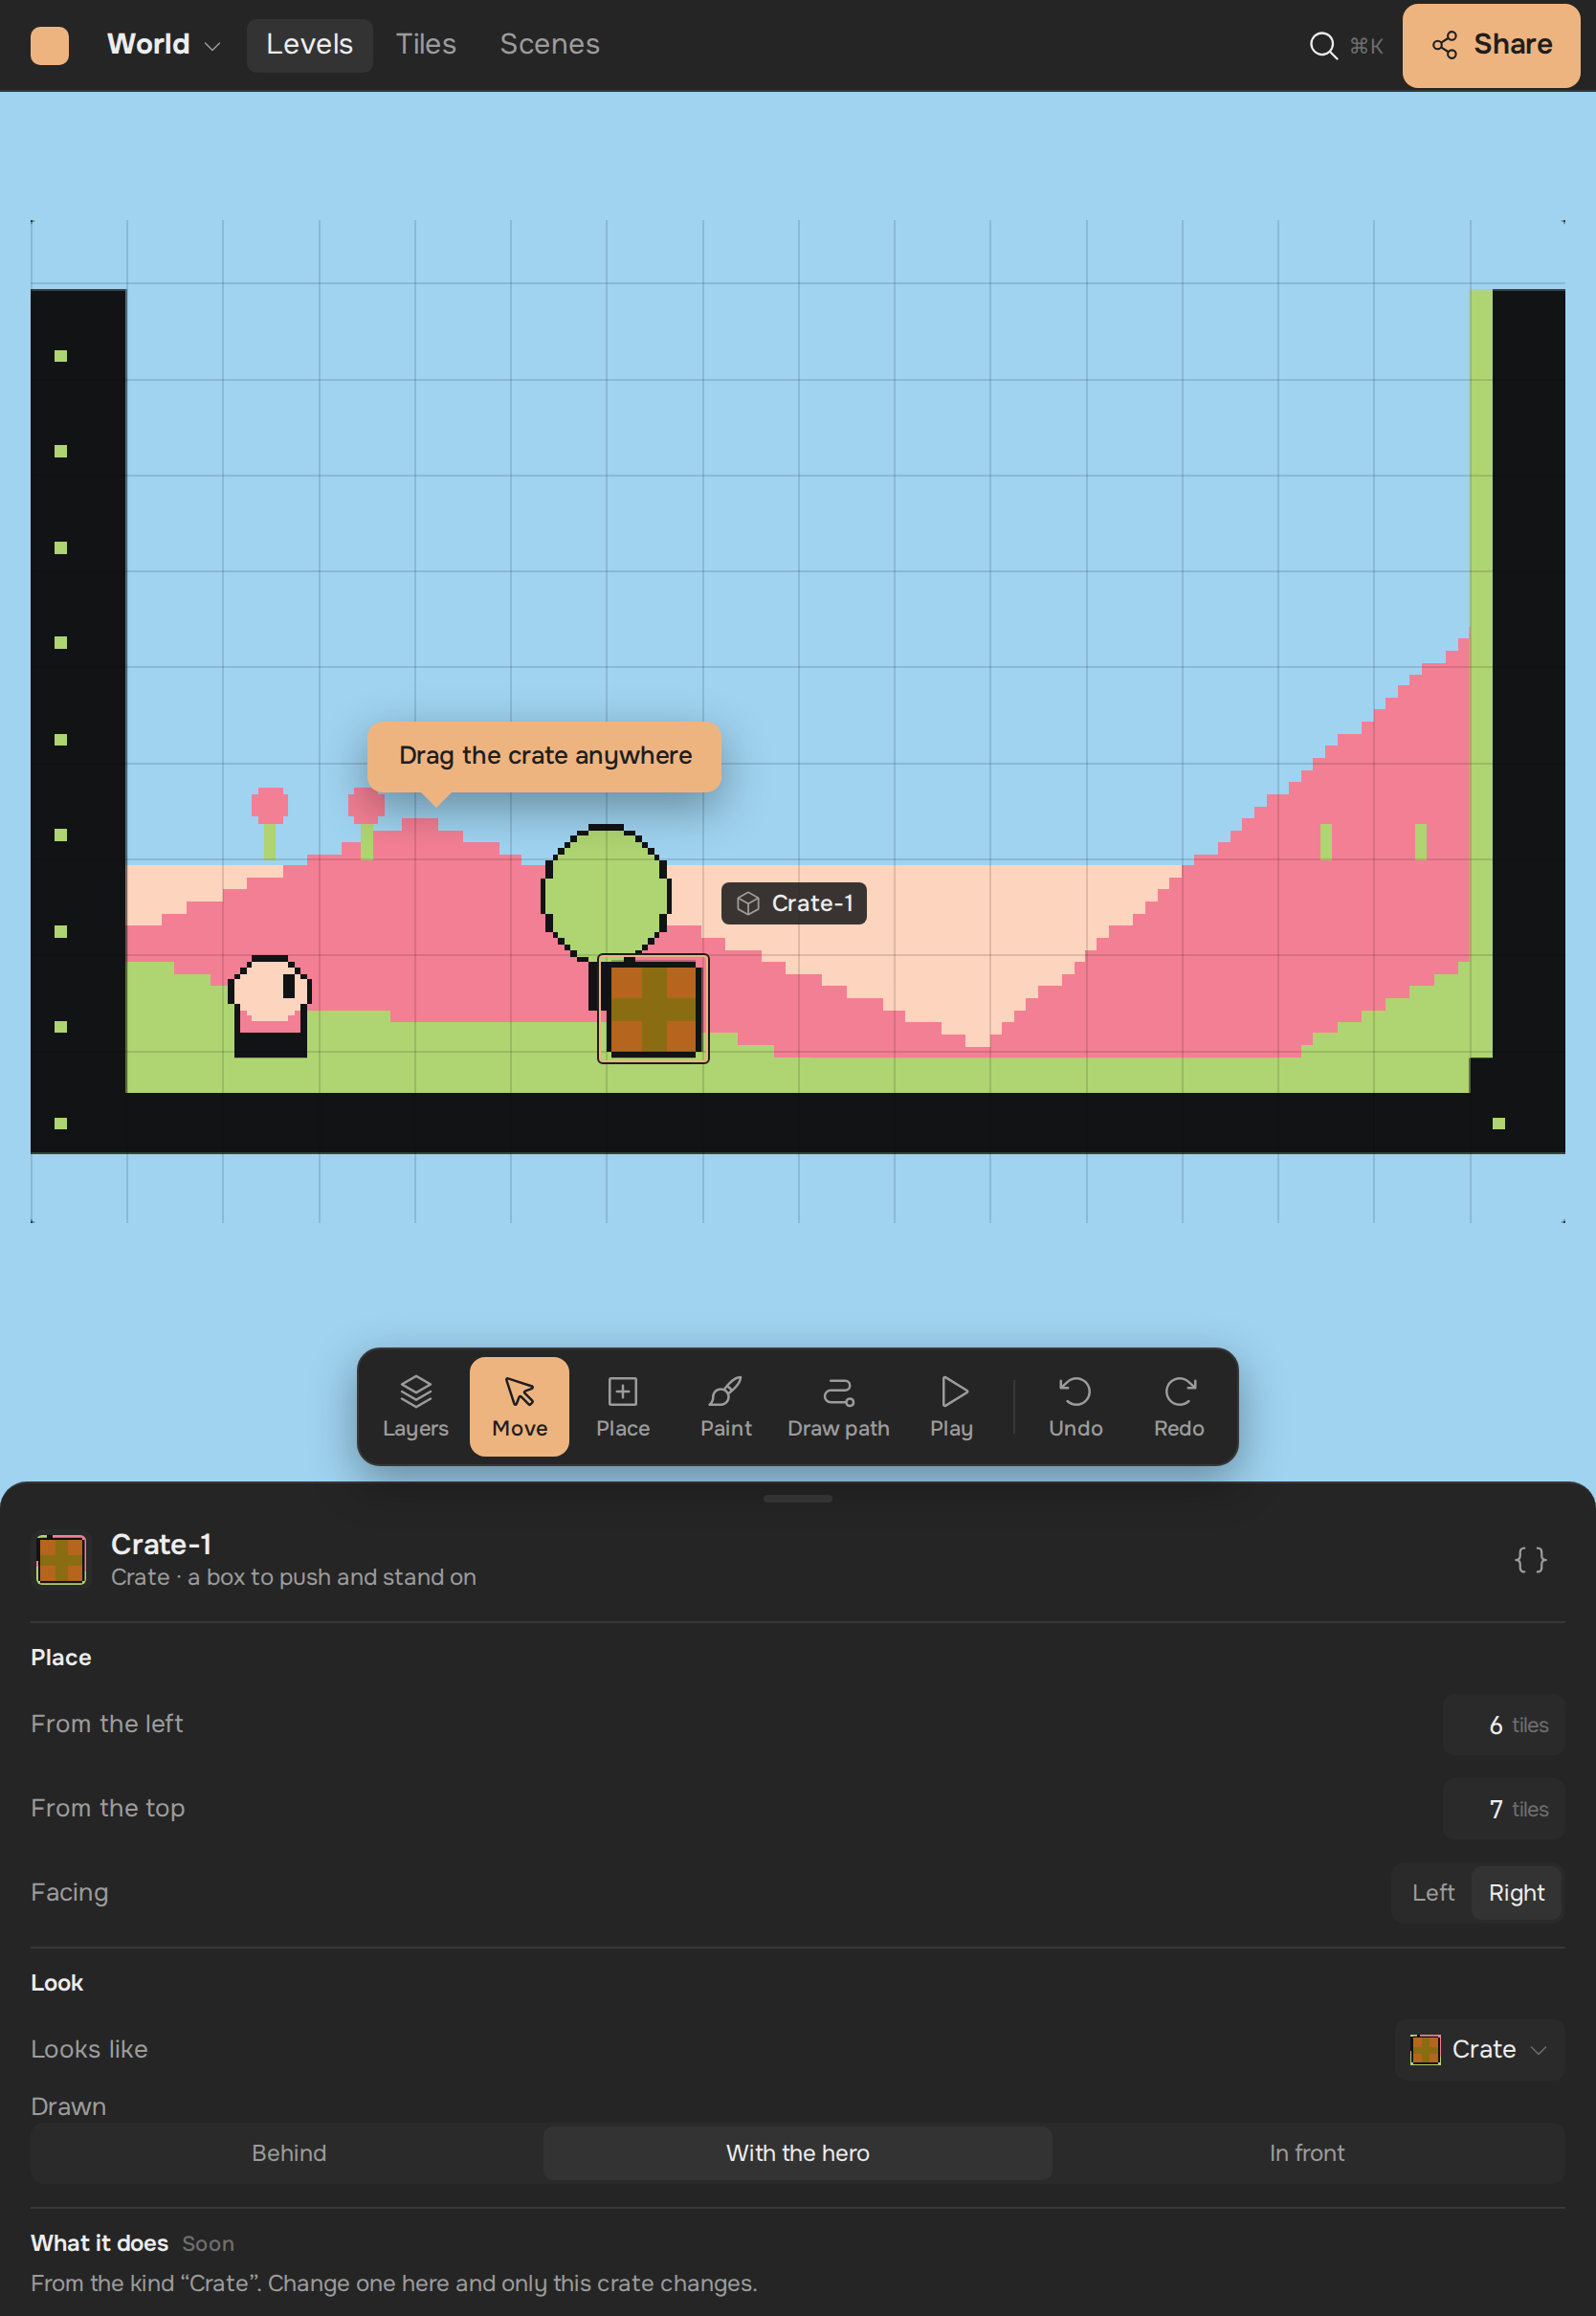 World
Levels
Tiles
Scenes
⌘K
Share
Drag the crate anywhere
Crate-1
Layers
Move
Place
Paint
Draw path
Play
Undo
Redo
Crate-1
Crate · a box to push and stand on
{ }
Place
From the left
6 tiles
From the top
7 tiles
Facing
Left
Right
Look
Looks like
Crate
Drawn
Behind
With the hero
In front
What it does Soon
From the kind “Crate”. Change one here and only this crate changes.